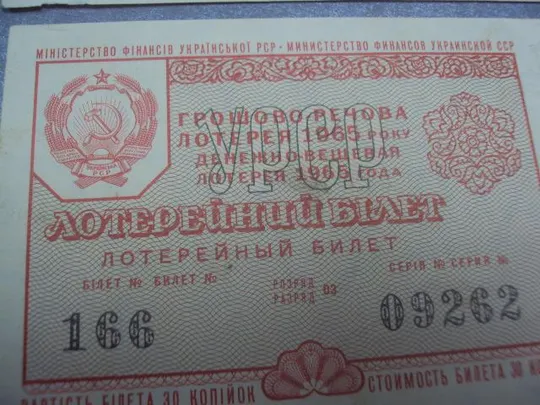 МІНІСТЕРСТВО ФІНАНСІВ УКРАЇНСЬКОЇ РСР • МИНИСТЕРСТВО ФИНАНСОВ УКРАИНСКОЙ ССР
УРСР
ГРОШОВО-РЕЧОВА
ЛОТЕРЕЯ 1965 РОКУ
ДЕНЕЖНО-ВЕЩЕВАЯ
ЛОТЕРЕЯ 1965 ГОДА
ЛОТЕРЕЙНИЙ БІЛЕТ
ЛОТЕРЕЙНЫЙ БИЛЕТ
БІЛЕТ № БИЛЕТ №
РОЗРЯД
РАЗРЯД 03
СЕРІЯ № СЕРИЯ №
166
09262
ВАРТІСТЬ БІЛЕТА 30 КОПІЙОК
СТОИМОСТЬ БИЛЕТА 30 КО